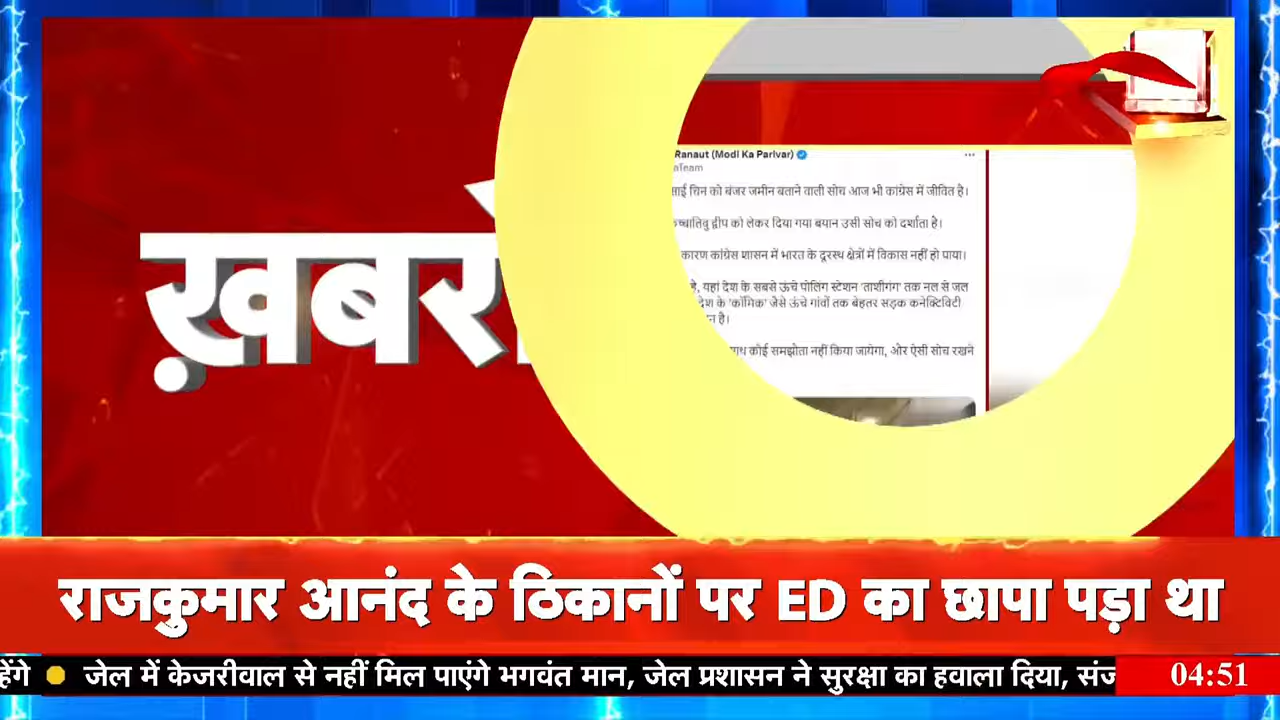 ख़बरों
Ranaut (Modi Ka Parivar)
aTeam
साई चिन को बंजर जमीन बताने वाली सोच आज भी कांग्रेस में जीवित है।
च्चातिवु द्वीप को लेकर दिया गया बयान उसी सोच को दर्शाता है।
कारण कांग्रेस शासन में भारत के दूरस्थ क्षेत्रों में विकास नहीं हो पाया।
है, यहां देश के सबसे ऊंचे पोलिंग स्टेशन 'ताशीगंग' तक नल से जल
देश के 'कॉमिक' जैसे ऊंचे गांवों तक बेहतर सड़क कनेक्टिविटी
है।
कोई समझौता नहीं किया जायेगा, और ऐसी सोच रखने
राजकुमार आनंद के ठिकानों पर ED का छापा पड़ा था
हेंगे जेल में केजरीवाल से नहीं मिल पाएंगे भगवंत मान, जेल प्रशासन ने सुरक्षा का हवाला दिया, संज 04:51